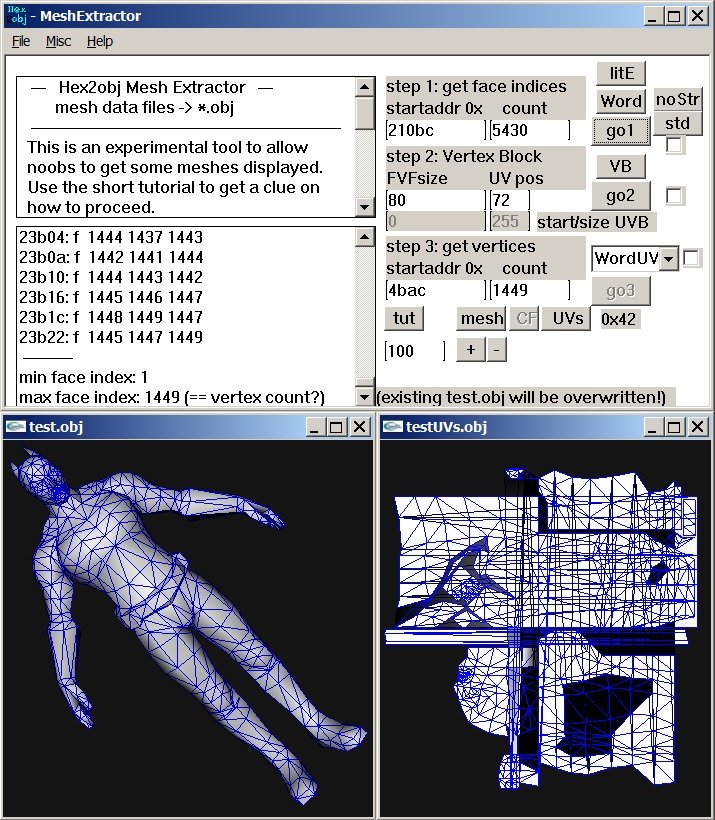 Hex
obj - MeshExtractor
File Misc Help
— Hex2obj Mesh Extractor —
mesh data files -> *.obj
This is an experimental tool to allow
noobs to get some meshes displayed.
Use the short tutorial to get a clue on
how to proceed.
23b04: f 1444 1437 1443
23b0a: f 1442 1441 1444
23b10: f 1444 1443 1442
23b16: f 1445 1446 1447
23b1c: f 1448 1449 1447
23b22: f 1445 1447 1449
min face index: 1
max face index: 1449 (== vertex count?)
step 1: get face indices
startaddr 0x count
210bc 5430
litE
Word noStr
go1 std
step 2: Vertex Block
FVFsize UV pos
80 72
0 255 start/size UVB
VB
go2
step 3: get vertices
startaddr 0x count
4bac 1449
WordUV
go3
tut mesh CF UVs 0x42
100 + -
(existing test.obj will be overwritten!)
test.obj
testUVs.obj